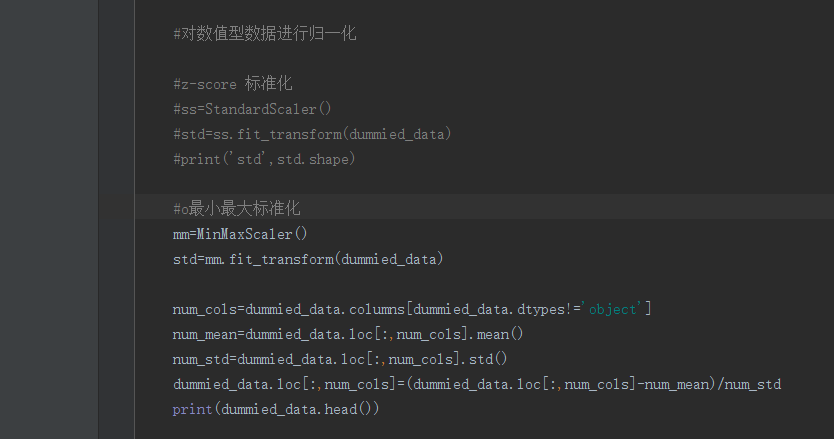 #对数值型数据进行归一化
#z-score 标准化
#ss=StandardScaler()
#std=ss.fit_transform(dummied_data)
#print('std',std.shape)
#o最小最大标准化
mm=MinMaxScaler()
std=mm.fit_transform(dummied_data)
num_cols=dummied_data.columns[dummied_data.dtypes!='object']
num_mean=dummied_data.loc[:,num_cols].mean()
num_std=dummied_data.loc[:,num_cols].std()
dummied_data.loc[:,num_cols]=(dummied_data.loc[:,num_cols]-num_mean)/num_std
print(dummied_data.head())